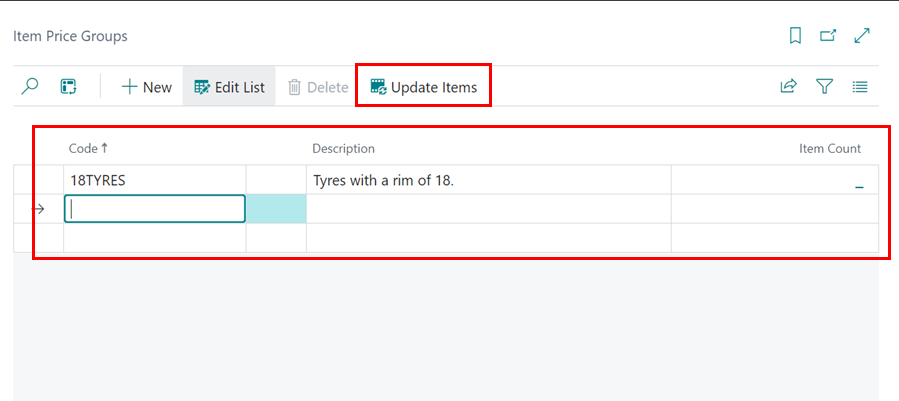 Item Price Groups
New Edit List Delete Update Items
Code ↑ Description Item Count
18TYRES Tyres with a rim of 18. _